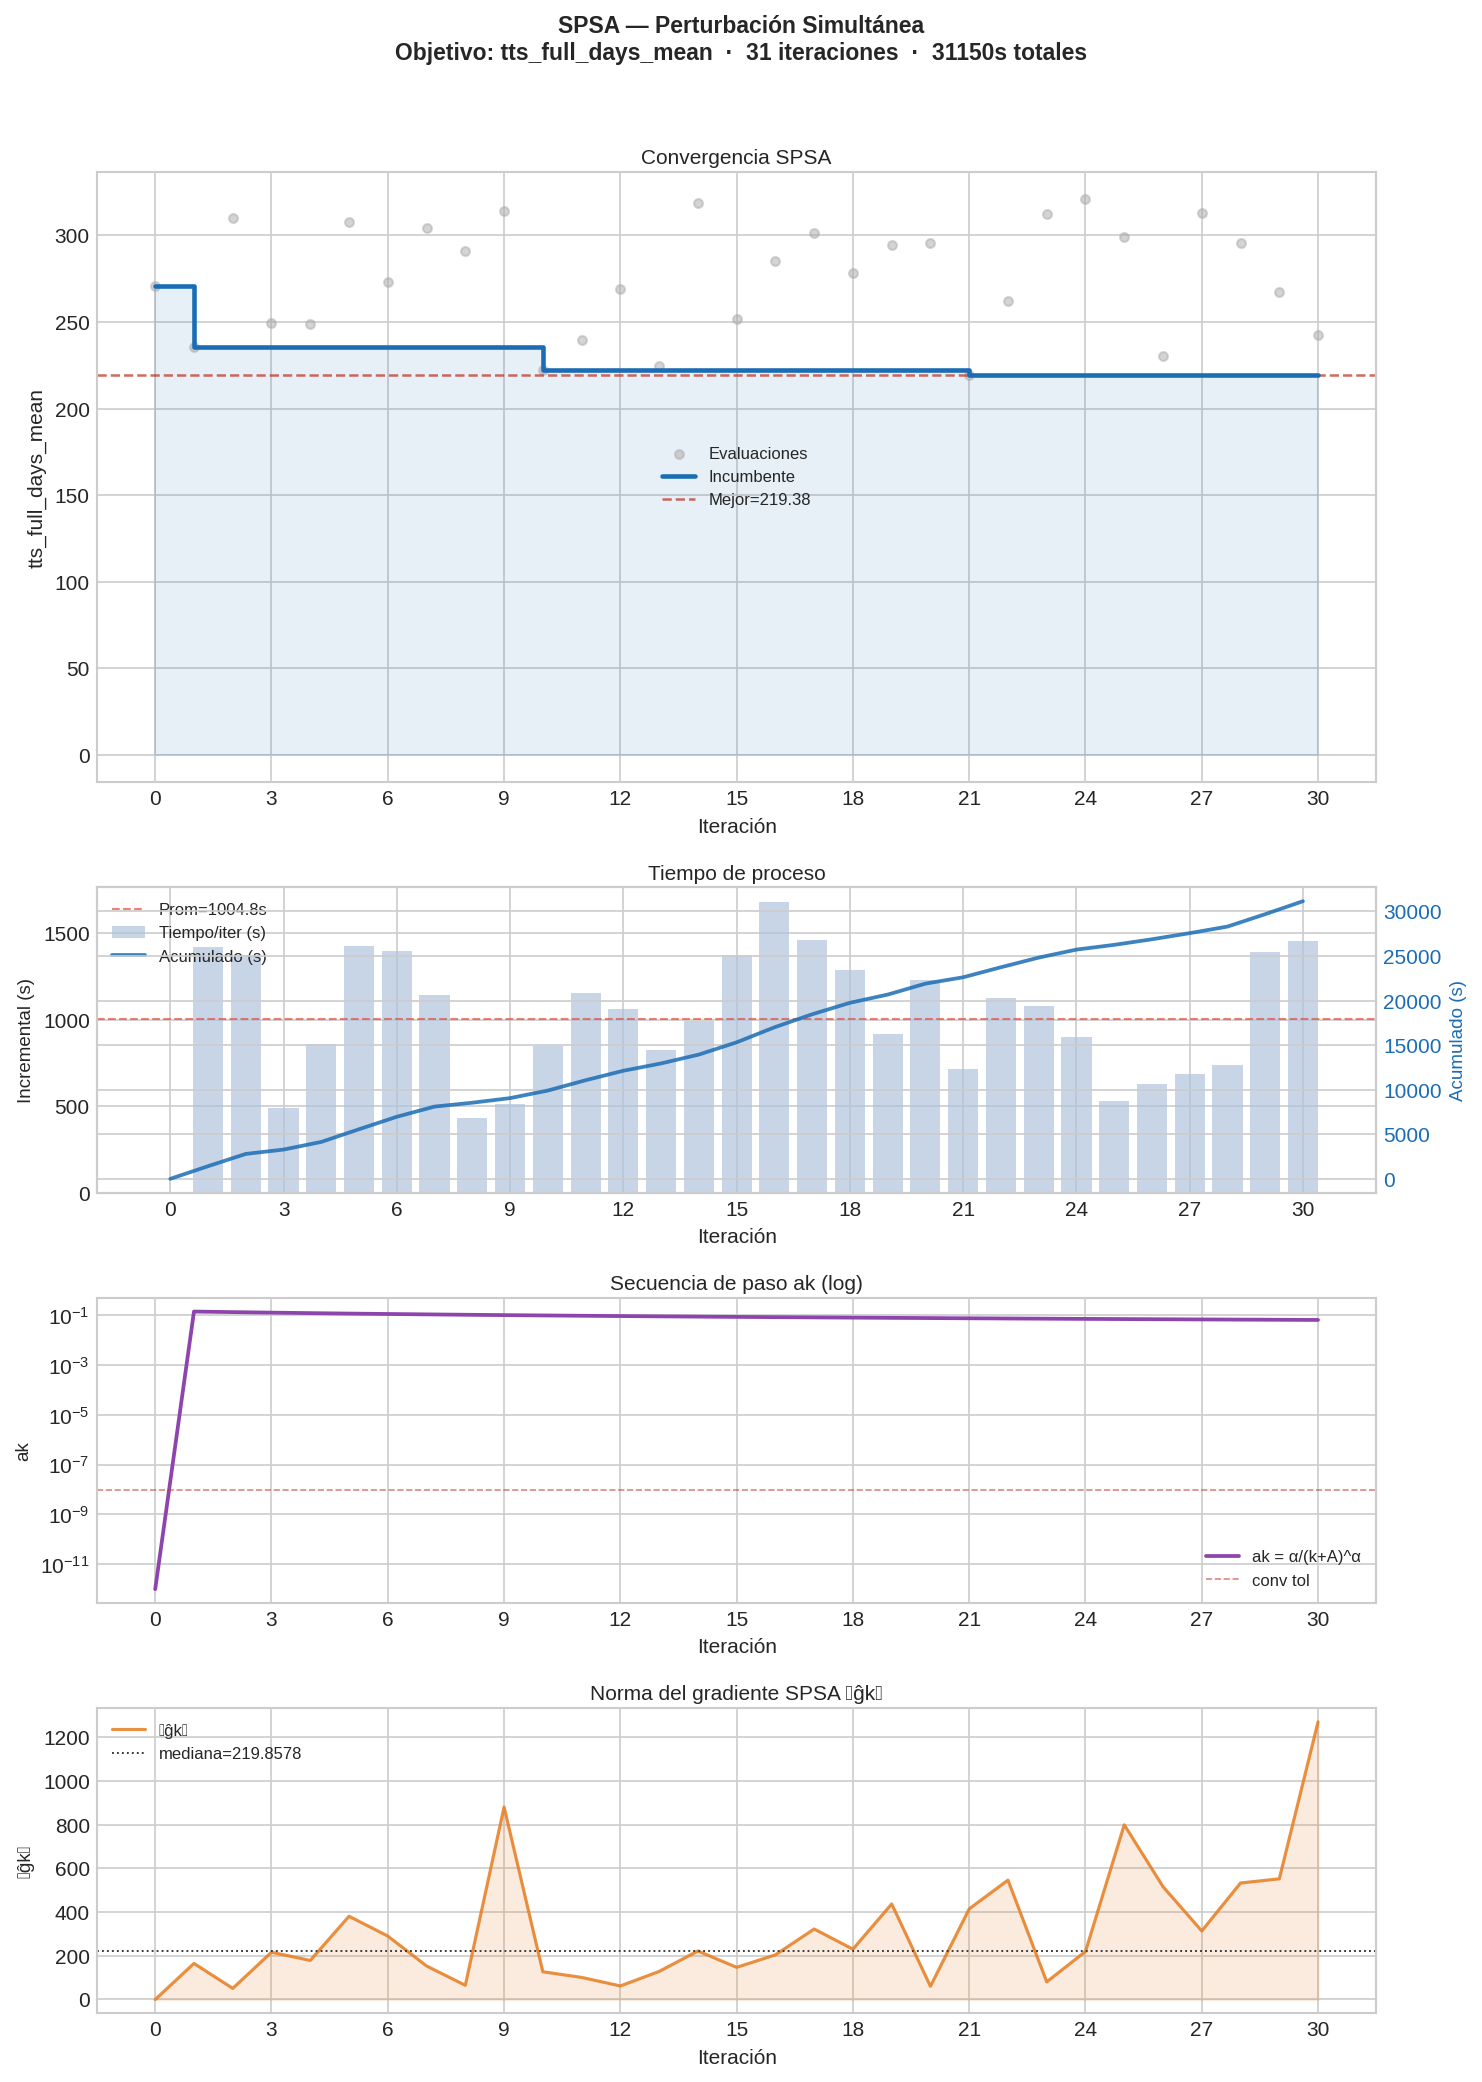 SPSA — Perturbación Simultánea
Objetivo: tts_full_days_mean · 31 iteraciones · 31150s totales
Convergencia SPSA
tts_full_days_mean
300
250
200
150
100
50
0
Evaluaciones
Incumbente
Mejor=219.38
0 3 6 9 12 15 18 21 24 27 30
Iteración
Tiempo de proceso
Incremental (s)
1500
1000
500
0
Prom=1004.8s
Tiempo/iter (s)
Acumulado (s)
30000
25000
20000
15000
10000
5000
0
Acumulado (s)
0 3 6 9 12 15 18 21 24 27 30
Iteración
Secuencia de paso ak (log)
ak
10⁻¹
10⁻³
10⁻⁵
10⁻⁷
10⁻⁹
10⁻¹¹
ak = α/(k+A)^α
conv tol
0 3 6 9 12 15 18 21 24 27 30
Iteración
Norma del gradiente SPSA ▯ĝk▯
▯ĝk▯
1200
1000
800
600
400
200
0
▯ĝk▯
mediana=219.8578
0 3 6 9 12 15 18 21 24 27 30
Iteración